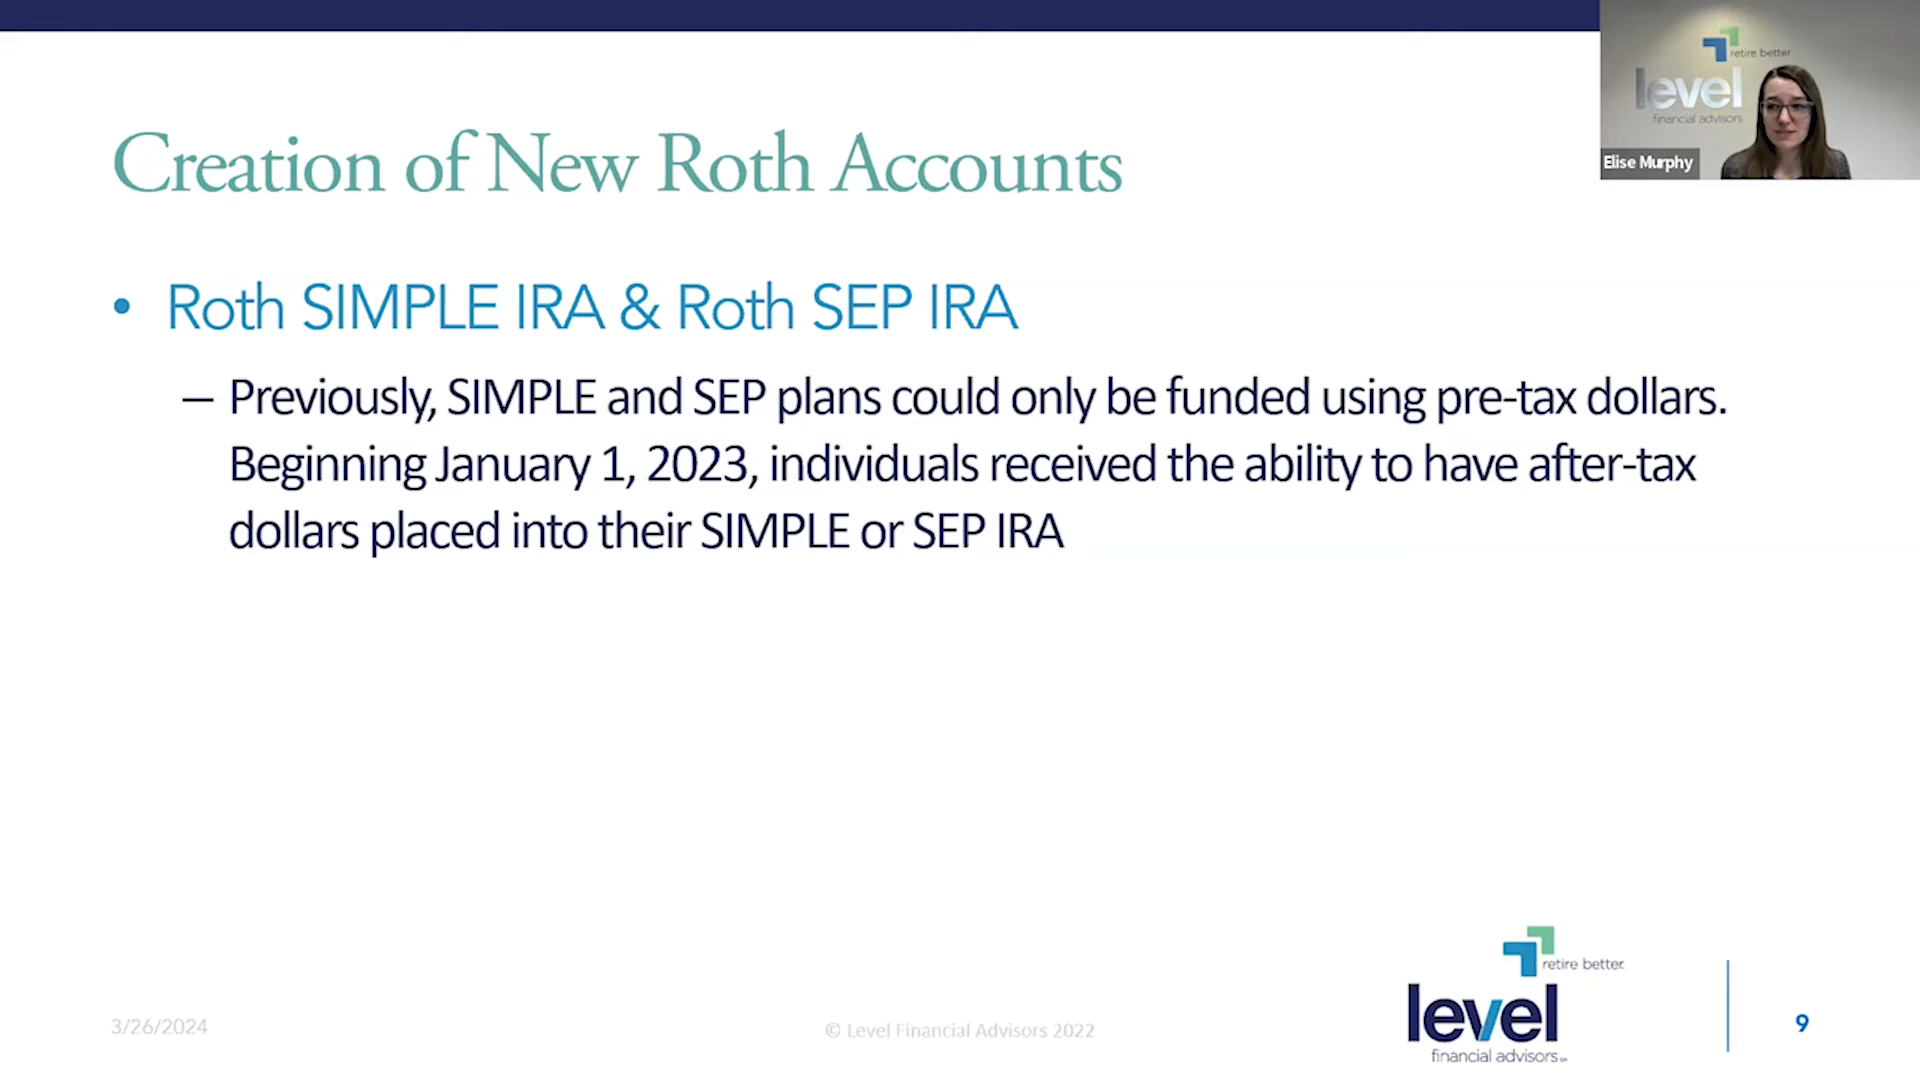 retire better
level
financial advisors
Elise Murphy
Creation of New Roth Accounts
• Roth SIMPLE IRA & Roth SEP IRA
– Previously, SIMPLE and SEP plans could only be funded using pre-tax dollars.
Beginning January 1, 2023, individuals received the ability to have after-tax
dollars placed into their SIMPLE or SEP IRA
retire better.
level
financial advisors
3/26/2024
© Level Financial Advisors 2022
9